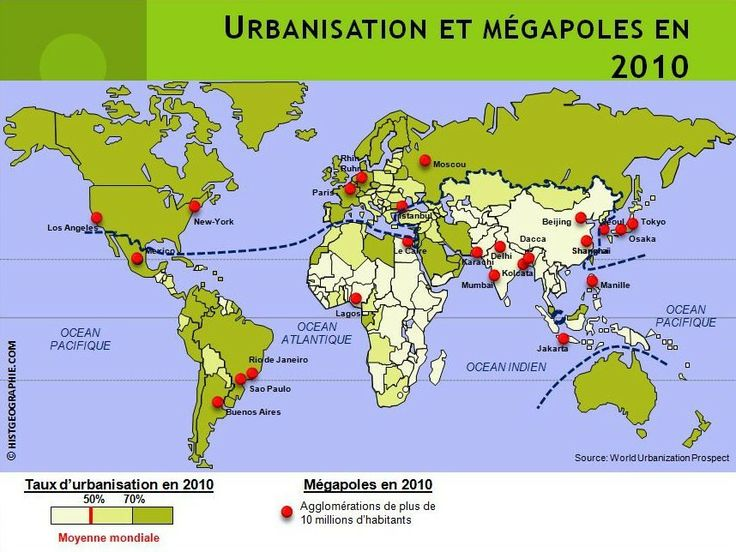 URBANISATION ET MÉGAPOLES EN
2010
Rhin
Ruhr
Moscou
Paris
Istanbul
New-York
Los Angeles
Mexico
Le Caire
Beijing
Séoul
Tokyo
Osaka
Dacca
Shanghaï
Delhi
Karachi
Kolcata
Mumbai
Manille
Lagos
Jakarta
OCEAN
PACIFIQUE
OCEAN
ATLANTIQUE
OCEAN
PACIFIQUE
OCEAN INDIEN
Rio de Janeiro
Sao Paulo
Buenos Aires
© HISTGEOGRAPHIE.COM
Source: World Urbanization Prospect
Taux d'urbanisation en 2010
50% 70%
Moyenne mondiale
Mégapoles en 2010
Agglomérations de plus de
10 millions d'habitants